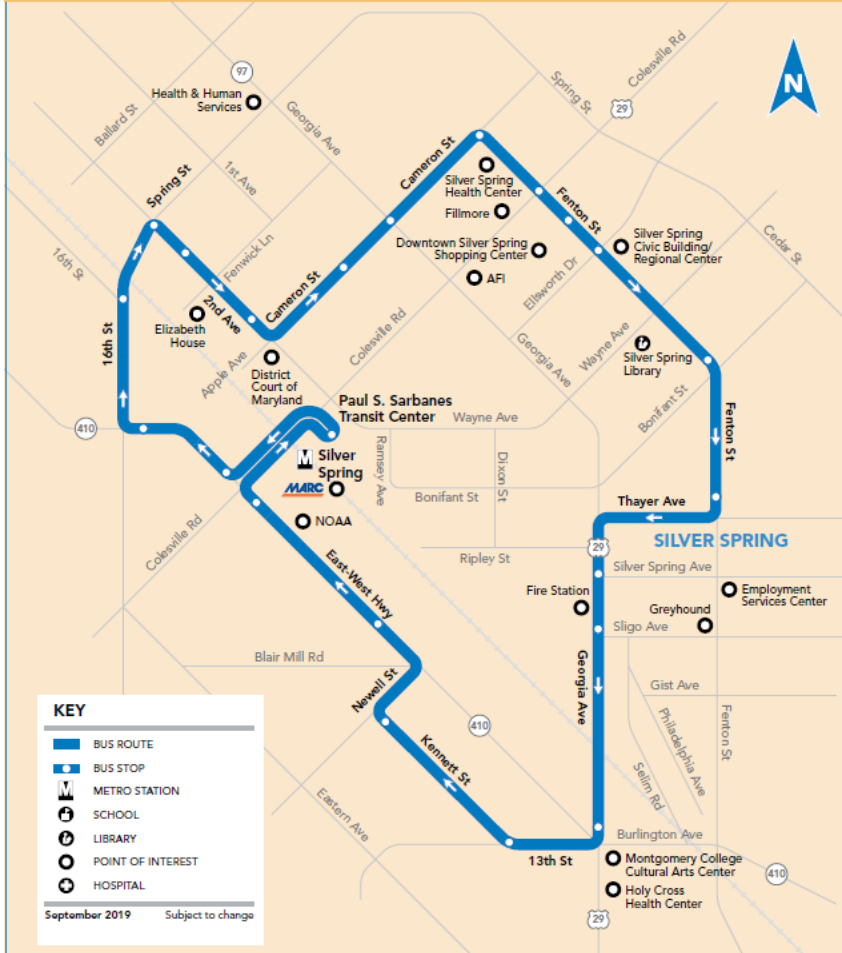 Colesville Rd
N
97
Health & Human
Services
Ballard St
Georgia Ave
Spring St
29
Cameron St
Spring St
1st Ave
Silver Spring
Health Center
Fenton St
Fillmore
Cedar St
16th St
Fenwick Ln
Downtown Silver Spring
Shopping Center
Silver Spring
Civic Building/
Regional Center
Cameron St
AFI
Ellsworth Dr
2nd Ave
Elizabeth
House
Colesville Rd
Georgia Ave
Wayne Ave
16th St
Apple Ave
District
Court of
Maryland
Silver Spring
Library
Paul S. Sarbanes
Transit Center
Wayne Ave
Bonifant St
Fenton St
410
M
Silver
Spring
MARC
Ramsey Ave
Dixon St
Bonifant St
Thayer Ave
NOAA
Colesville Rd
29
SILVER SPRING
Ripley St
Silver Spring Ave
East-West Hwy
Fire Station
Employment
Services Center
Greyhound
Sligo Ave
Blair Mill Rd
Newell St
Georgia Ave
Gist Ave
Philadelphia Ave
Fenton St
410
Kennett St
Selim Rd
Eastern Ave
Burlington Ave
13th St
Montgomery College
Cultural Arts Center
410
Holy Cross
Health Center
29
KEY
BUS ROUTE
BUS STOP
M
METRO STATION
SCHOOL
LIBRARY
POINT OF INTEREST
HOSPITAL
September 2019 Subject to change